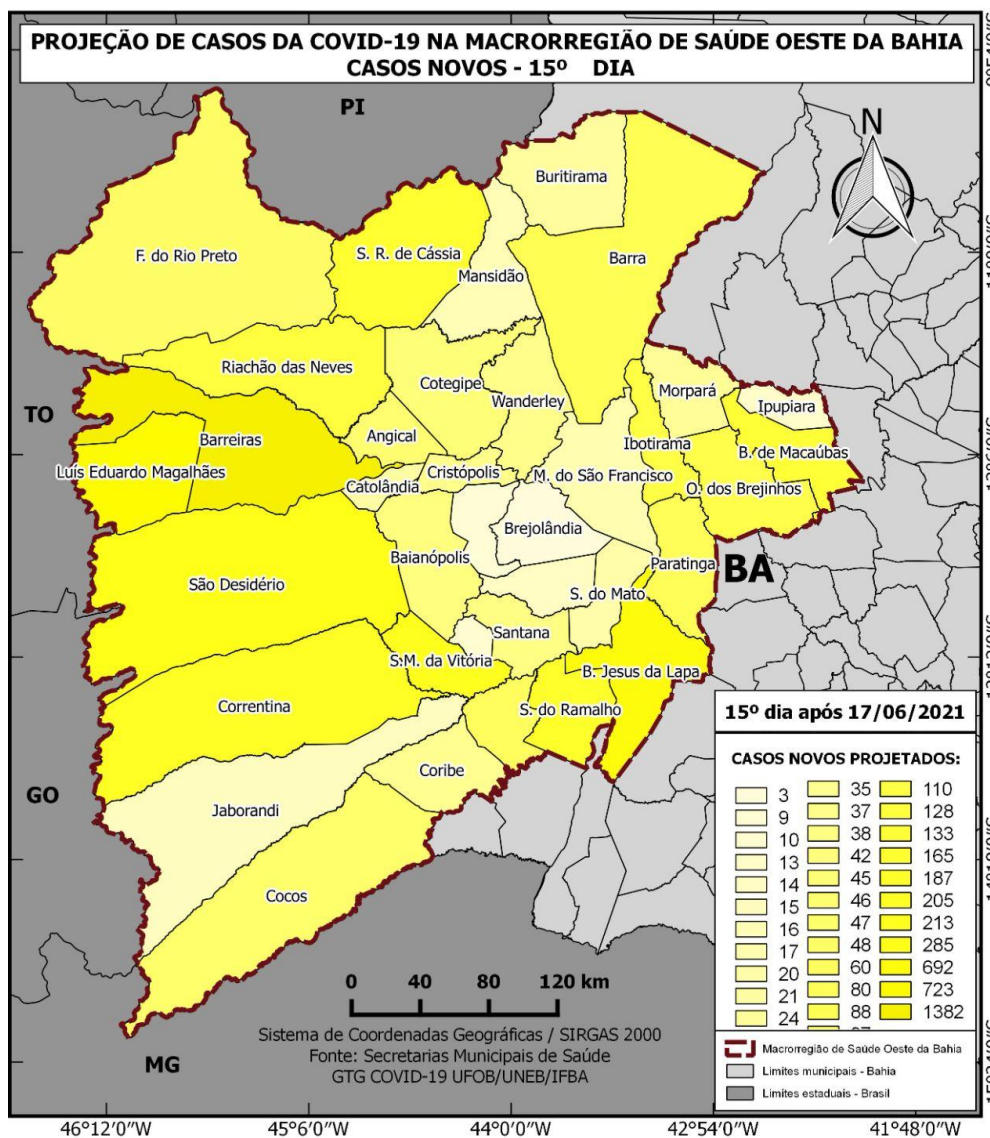 PROJEÇÃO DE CASOS DA COVID-19 NA MACRORREGIÃO DE SAÚDE OESTE DA BAHIA
CASOS NOVOS - 15º DIA
PI
N
Buritirama
F. do Rio Preto
S. R. de Cássia
Barra
Mansidão
Riachão das Neves
Cotegipe
Morpará
Wanderley
Ipupiara
TO
Angical
Barreiras
Ibotirama
B. de Macaúbas
Luís Eduardo Magalhães
Cristópolis
M. do São Francisco
Catolândia
O. dos Brejinhos
Brejolândia
Baianópolis
Paratinga
BA
São Desidério
S. do Mato
Santana
S.M. da Vitória
B. Jesus da Lapa
Correntina
S. do Ramalho
Coribe
GO
Jaborandi
Cocos
MG
15º dia após 17/06/2021
CASOS NOVOS PROJETADOS:
3
9
10
13
14
15
16
17
20
21
24
35
37
38
42
45
46
47
48
60
80
88
110
128
133
165
187
205
213
285
692
723
1382
Macrorregião de Saúde Oeste da Bahia
Limites municipais - Bahia
Limites estaduais - Brasil
0 40 80 120 km
Sistema de Coordenadas Geográficas / SIRGAS 2000
Fonte: Secretarias Municipais de Saúde
GTG COVID-19 UFOB/UNEB/IFBA
46°12'0"W 45°6'0"W 44°0'0"W 42°54'0"W 41°48'0"W